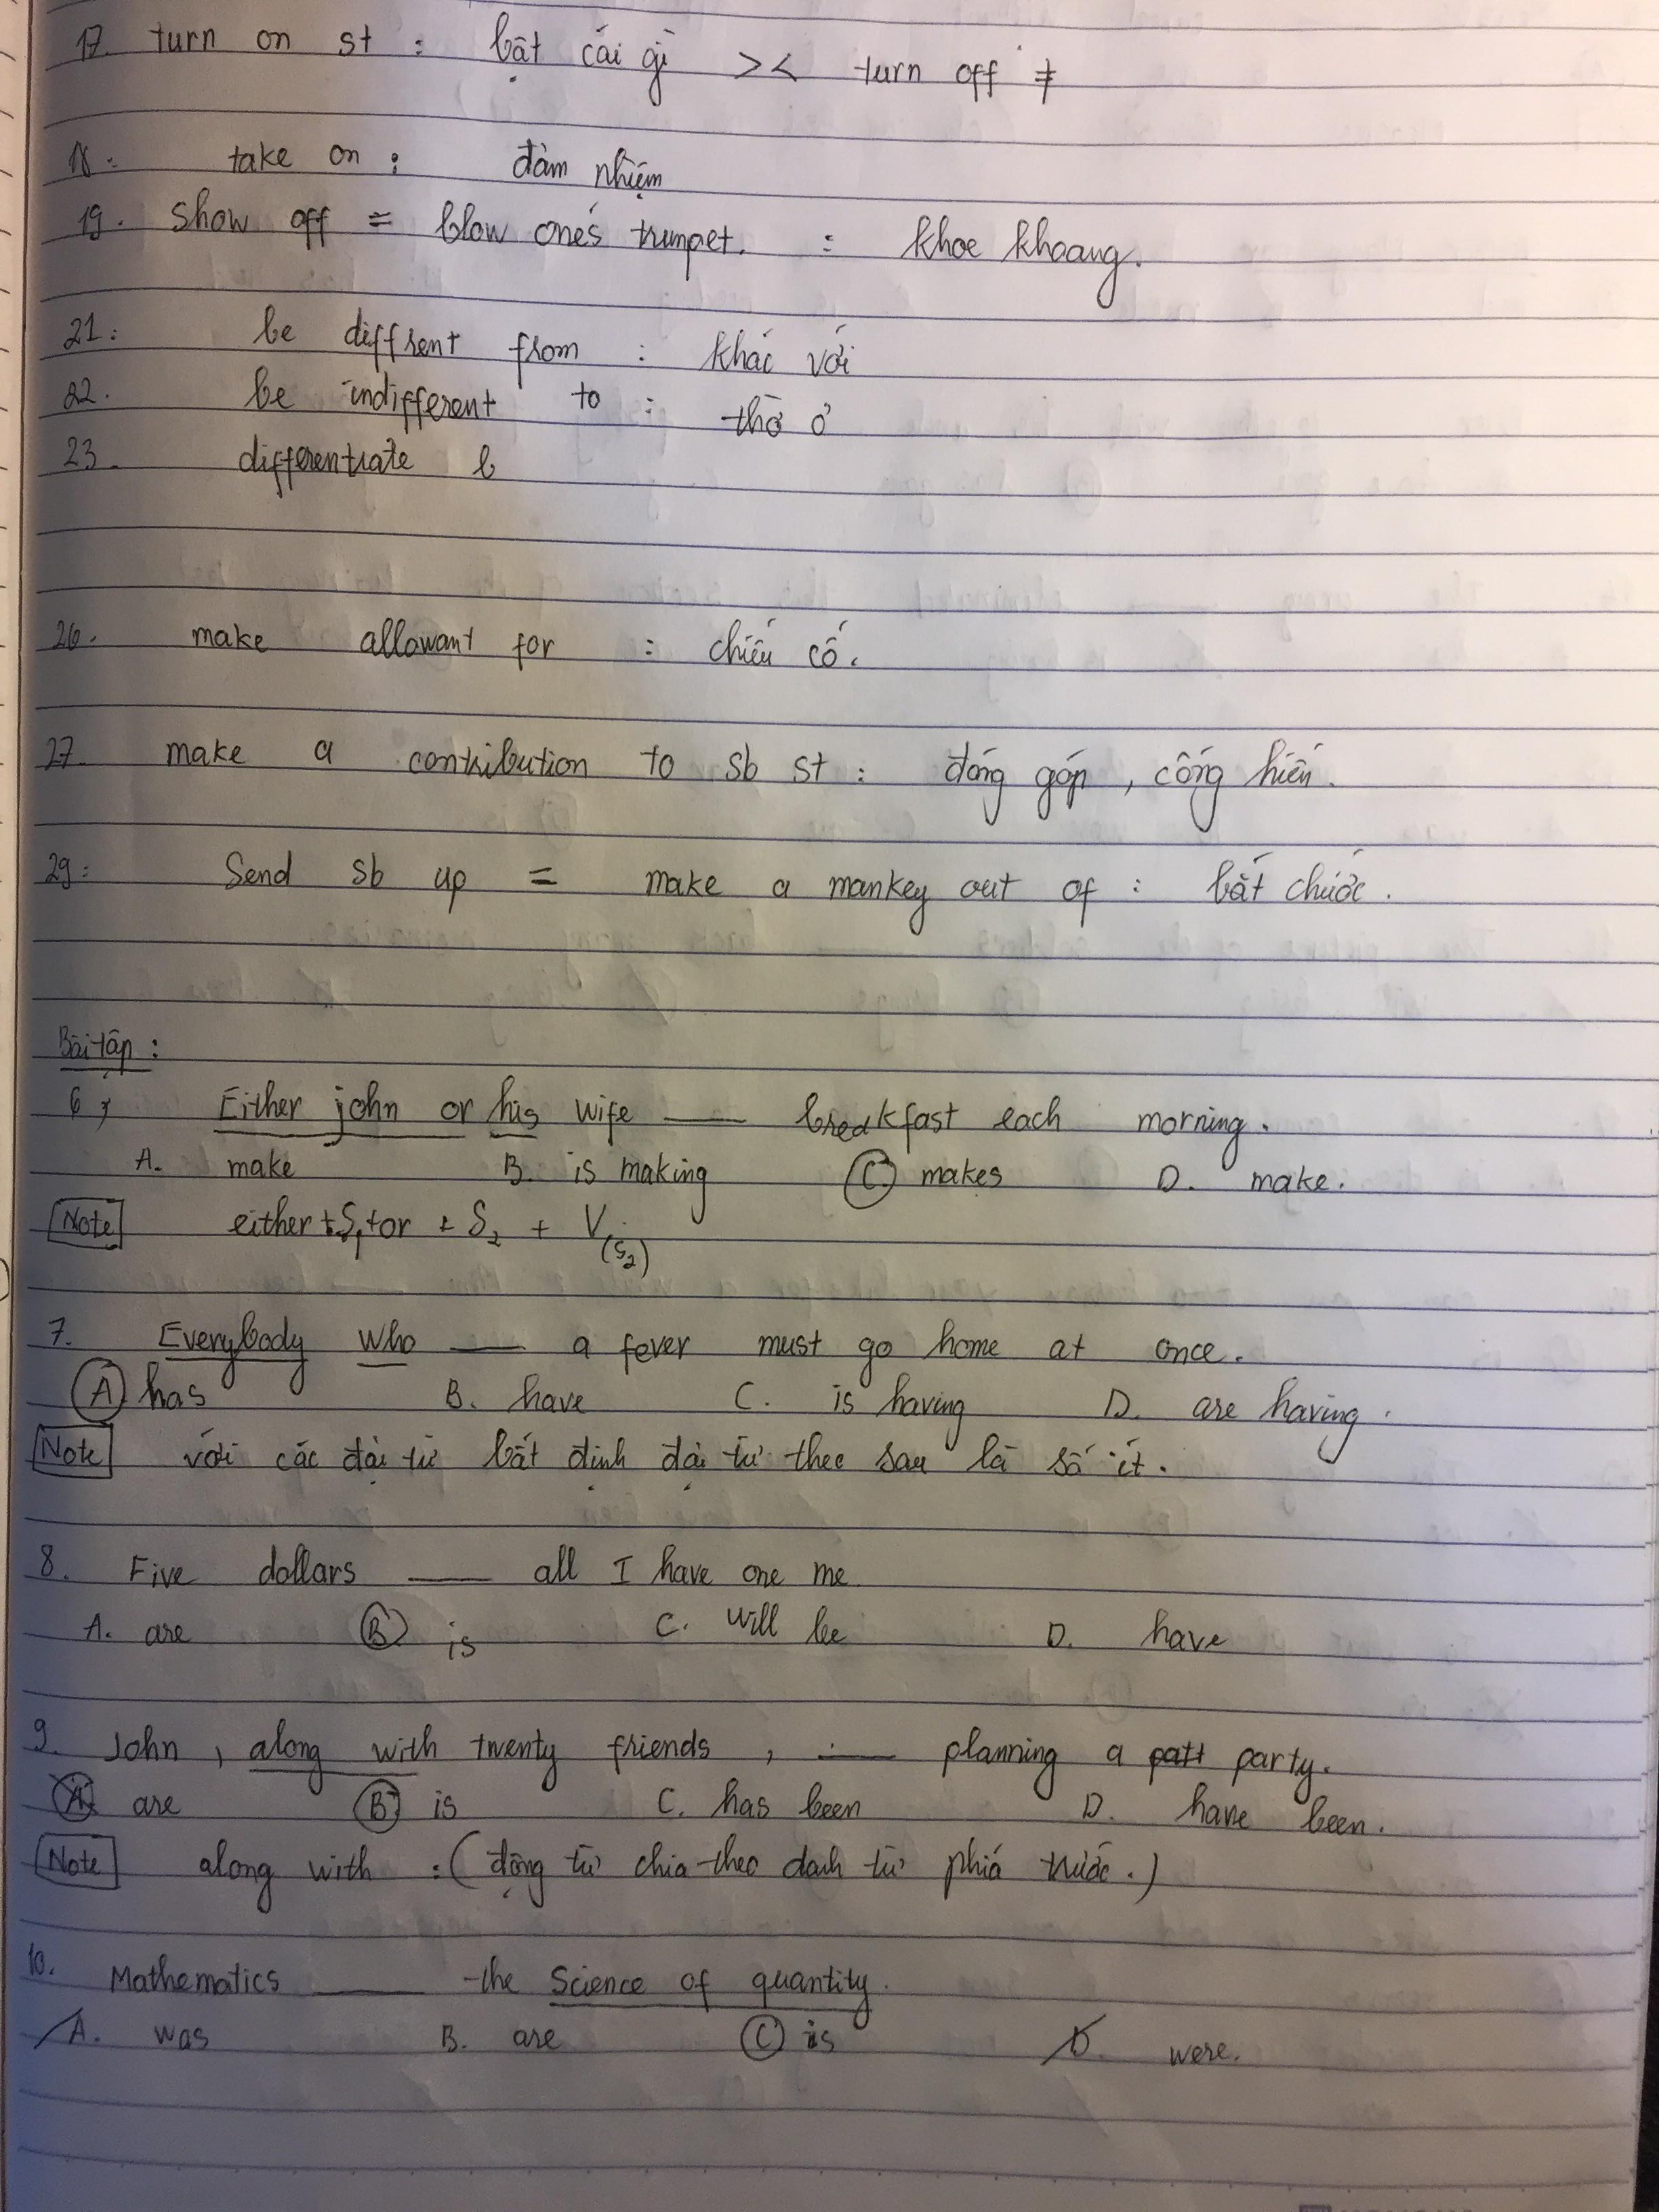 17. turn on st : bật cái gì >< turn off ≠
18. take on : đảm nhiệm
19. show off = blow one's trumpet. : khoe khoang.
21: be diffrent from : khác với
22. be indifferent to : thờ ơ
23. differentiate b
26. make allowant for : chiếu cố.
27. make a contribution to sb st : đóng góp, cống hiến.
29: Send sb up = make a mankey out of : bắt chước.
Bài tập :
6, Either john or his wife ___ breakfast each morning.
A. make B. is making C. makes D. make.
Note either + S1 + or + S2 + V(S2)
7. Everybody who ___ a fever must go home at once.
A has B. have C. is having D. are having.
Note với các đại từ bất định đại từ theo sau là số ít.
8. Five dollars ___ all I have one me
A. are B. is C. will be D. have
9. John, along with twenty friends, ___ planning a patt party.
A. are B is C. has been D. have been.
Note along with : (động từ chia theo danh từ phía trước.)
10. Mathematics ___ the Science of quantity.
A. was B. are C is D. were.